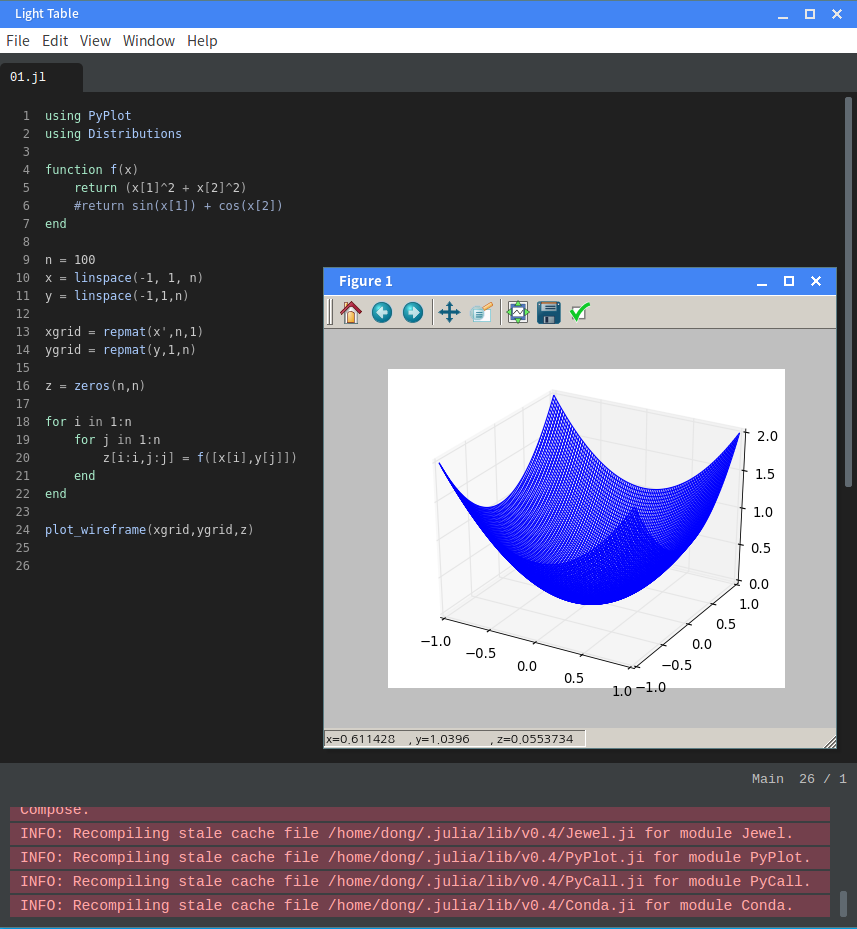 Light Table
File Edit View Window Help
01.jl
1 using PyPlot
2 using Distributions
3
4 function f(x)
5     return (x[1]^2 + x[2]^2)
6     #return sin(x[1]) + cos(x[2])
7 end
8
9 n = 100
10 x = linspace(-1, 1, n)
11 y = linspace(-1,1,n)
12
13 xgrid = repmat(x',n,1)
14 ygrid = repmat(y,1,n)
15
16 z = zeros(n,n)
17
18 for i in 1:n
19     for j in 1:n
20         z[i:i,j:j] = f([x[i],y[j]])
21     end
22 end
23
24 plot_wireframe(xgrid,ygrid,z)
25
26
Figure 1
2.0
1.5
1.0
0.5
0.0
1.0
0.5
0.0
−0.5
−1.0
−1.0
−0.5
0.0
0.5
1.0
x=0.611428 , y=1.0396 , z=0.0553734
Main 26 / 1
Compose.
INFO: Recompiling stale cache file /home/dong/.julia/lib/v0.4/Jewel.ji for module Jewel.
INFO: Recompiling stale cache file /home/dong/.julia/lib/v0.4/PyPlot.ji for module PyPlot.
INFO: Recompiling stale cache file /home/dong/.julia/lib/v0.4/PyCall.ji for module PyCall.
INFO: Recompiling stale cache file /home/dong/.julia/lib/v0.4/Conda.ji for module Conda.